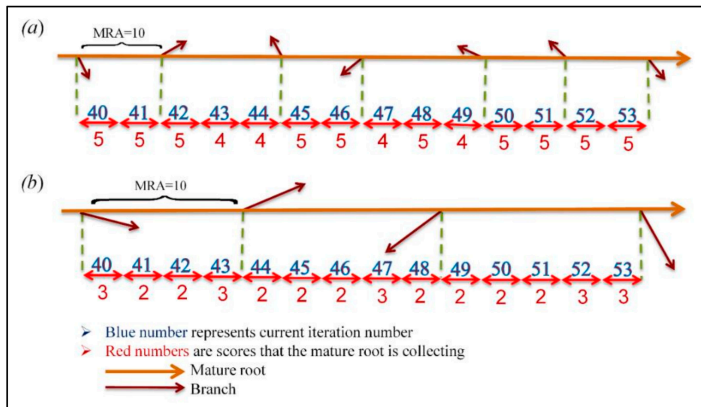 (a)
MRA=10
40 41 42 43 44 45 46 47 48 49 50 51 52 53
5 5 5 4 4 5 5 4 5 4 5 5 5 5
(b)
MRA=10
40 41 42 43 44 45 46 47 48 49 50 51 52 53
3 2 2 3 2 2 2 3 2 2 2 2 3 3
Blue number represents current iteration number
Red numbers are scores that the mature root is collecting
Mature root
Branch